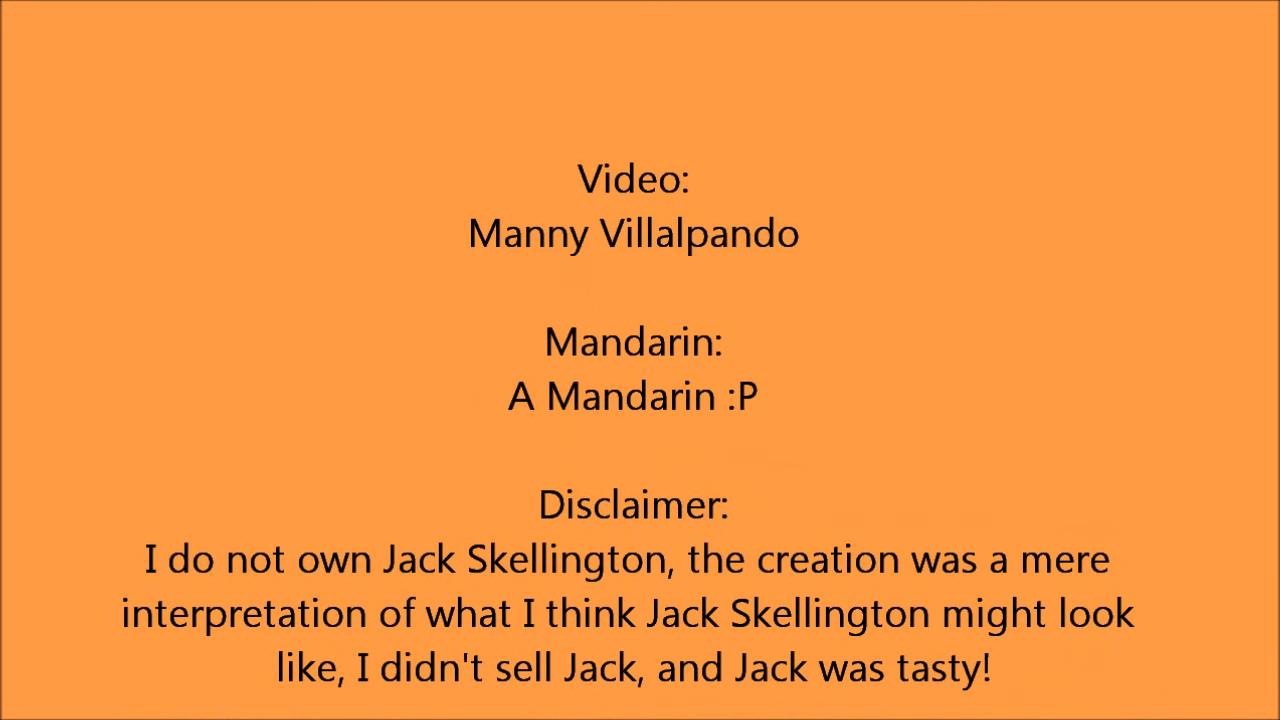 Video:
Manny Villalpando
Mandarin:
A Mandarin :P
Disclaimer:
I do not own Jack Skellington, the creation was a mere
interpretation of what I think Jack Skellington might look
like, I didn't sell Jack, and Jack was tasty!